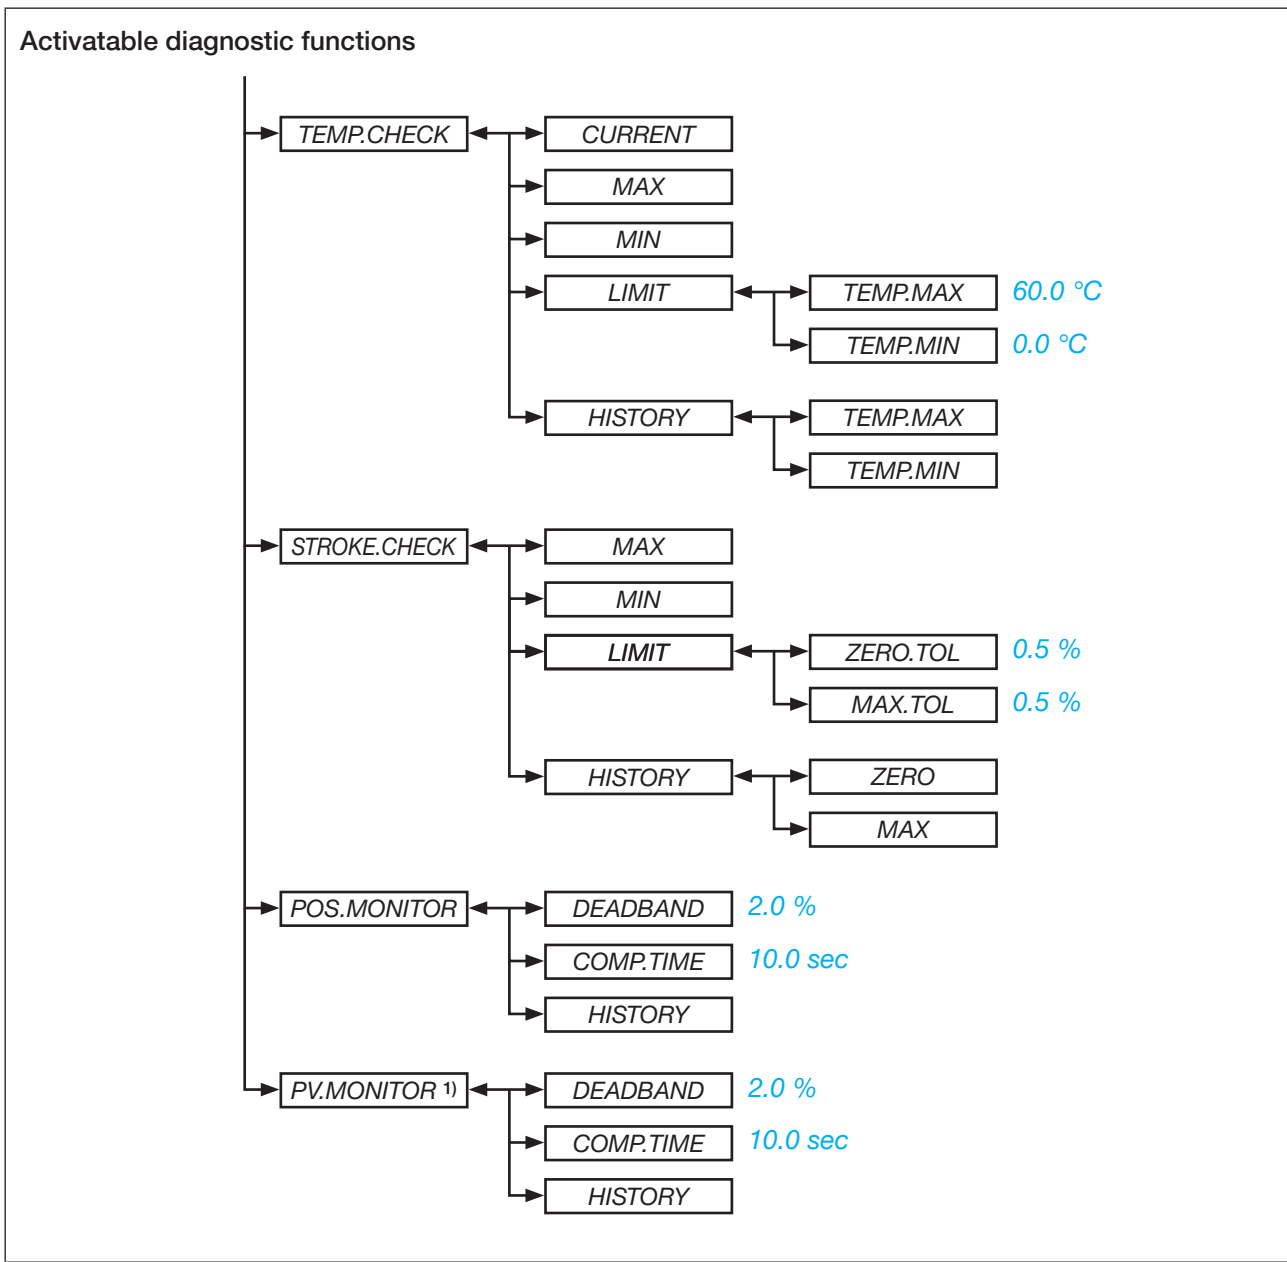 Activatable diagnostic functions
TEMP.CHECK CURRENT
MAX
MIN
LIMIT TEMP.MAX 60.0 °C
TEMP.MIN 0.0 °C
HISTORY TEMP.MAX
TEMP.MIN
STROKE.CHECK MAX
MIN
LIMIT ZERO.TOL 0.5 %
MAX.TOL 0.5 %
HISTORY ZERO
MAX
POS.MONITOR DEADBAND 2.0 %
COMP.TIME 10.0 sec
HISTORY
PV.MONITOR 1) DEADBAND 2.0 %
COMP.TIME 10.0 sec
HISTORY